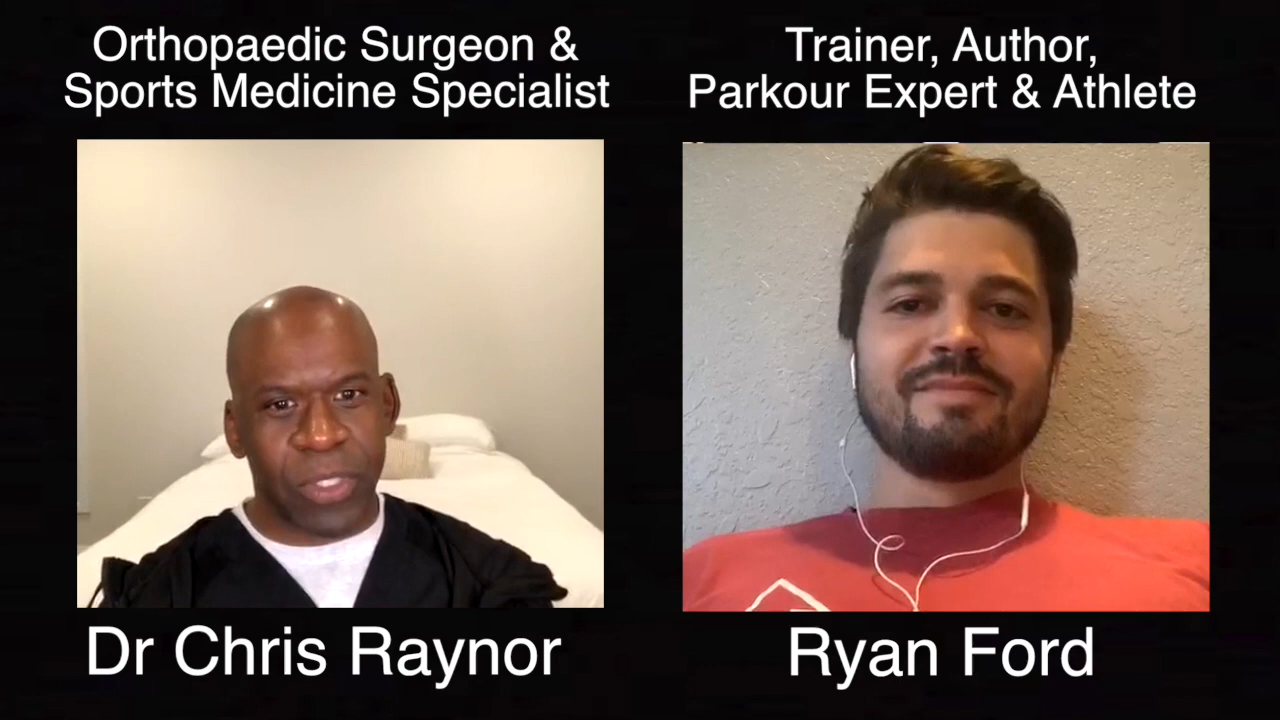 Orthopaedic Surgeon &
Sports Medicine Specialist
Trainer, Author,
Parkour Expert & Athlete
Dr Chris Raynor
Ryan Ford